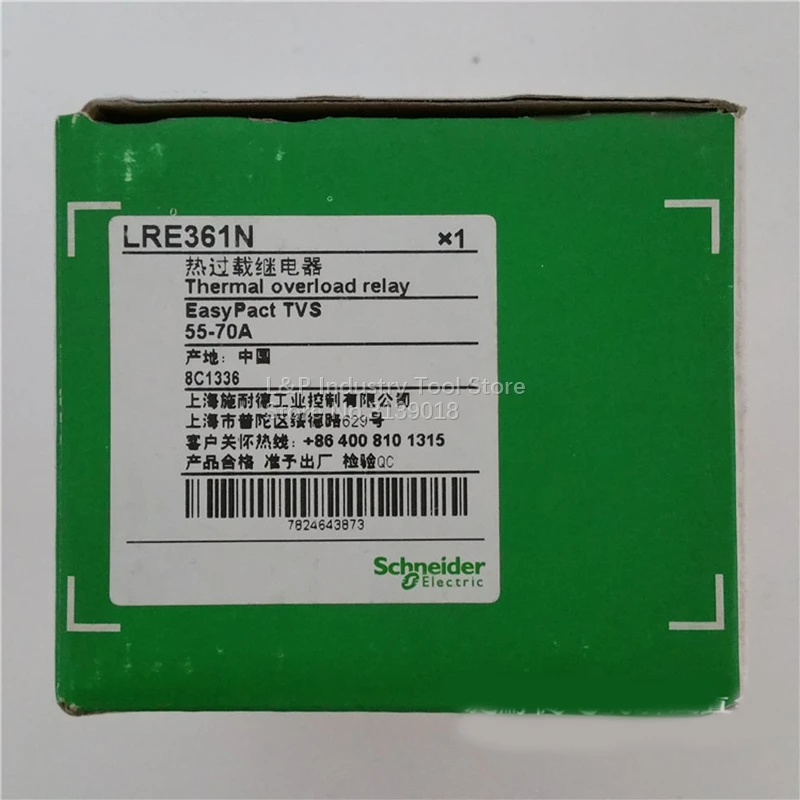 LRE361N ×1
热过载继电器
Thermal overload relay
EasyPact TVS
55-70A
产地: 中国
8C1336
L&P Industry Tool Store
上海施耐德工业控制有限公司
上海市普陀区绥德路629号
客户关怀热线: +86 400 810 1315
产品合格 准予出厂 检验QC
7824643873
Schneider
Electric